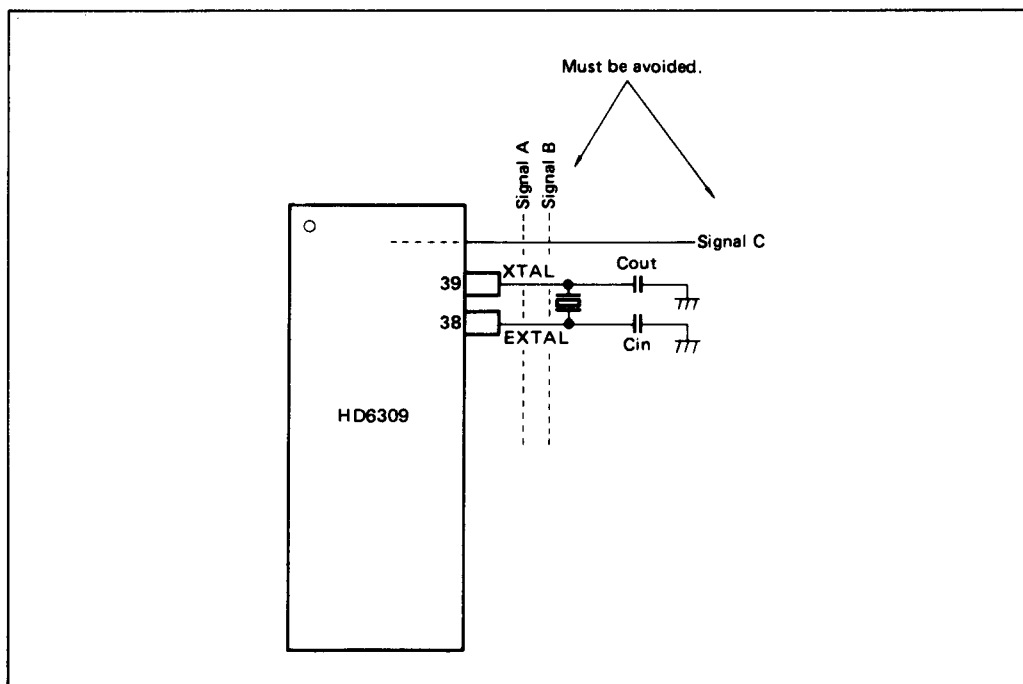 Must be avoided.
Signal A
Signal B
Signal C
XTAL
Cout
39
38
EXTAL
Cin
HD6309